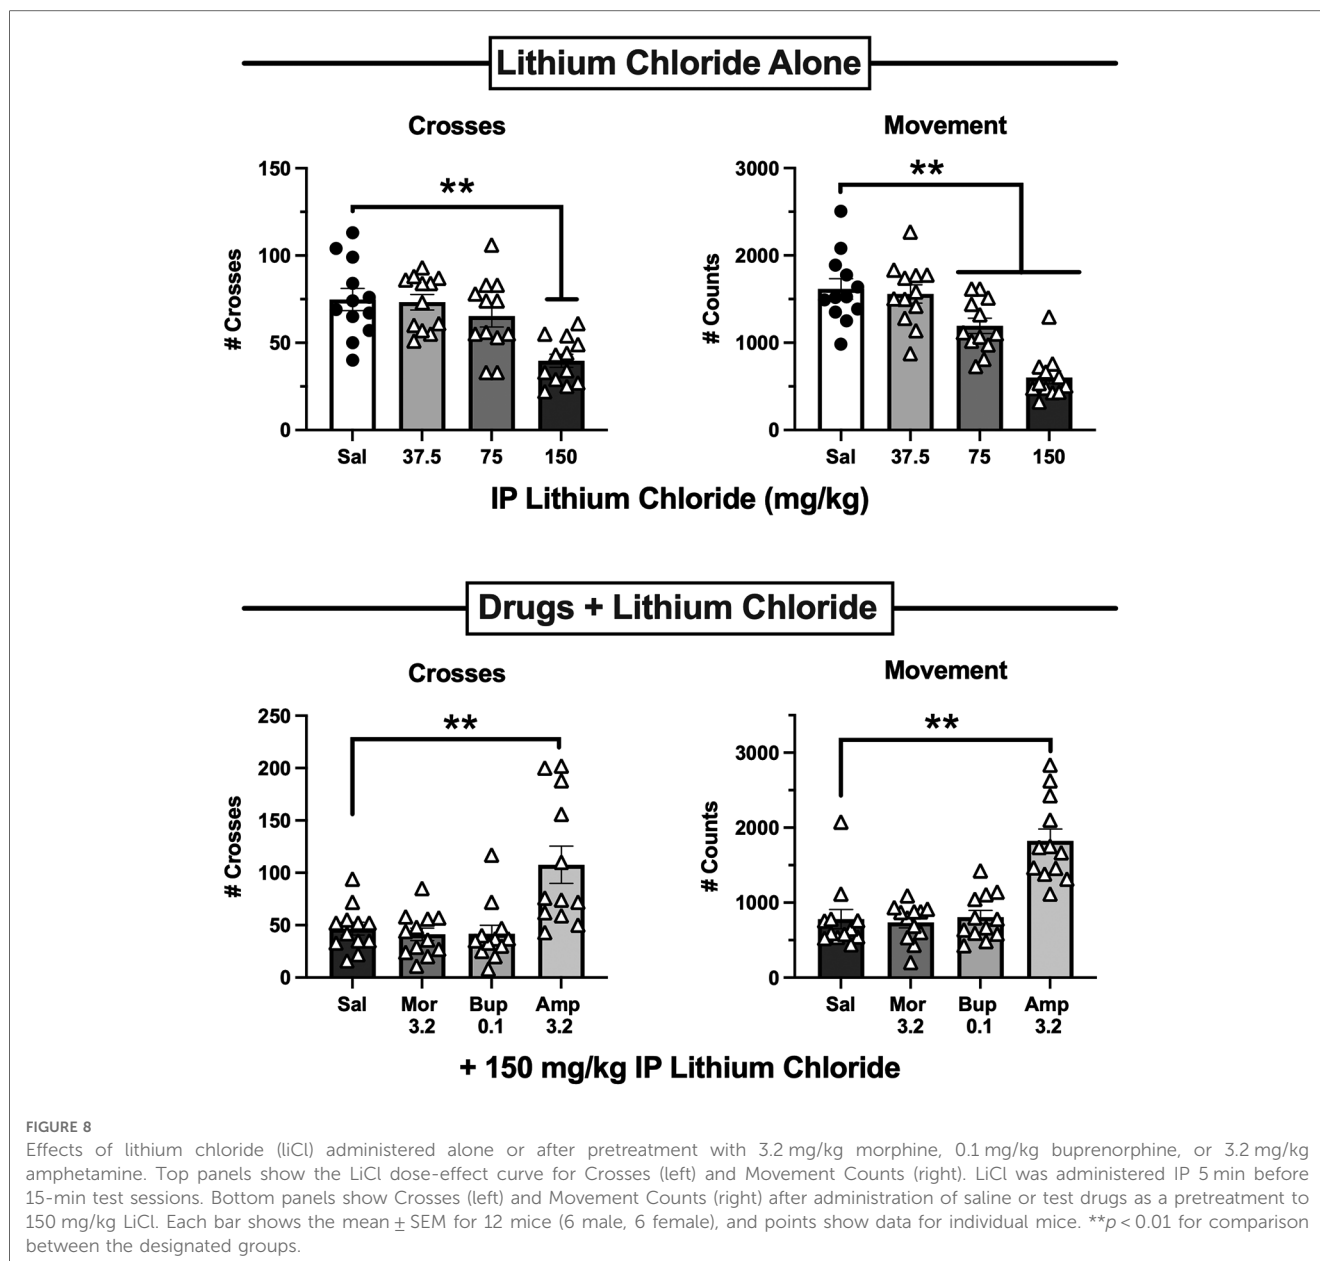 Lithium Chloride Alone
Crosses
150
100
50
0
# Crosses
**
Sal 37.5 75 150
Movement
3000
2000
1000
0
# Counts
**
Sal 37.5 75 150
IP Lithium Chloride (mg/kg)
Drugs + Lithium Chloride
Crosses
250
200
150
100
50
0
# Crosses
**
Sal Mor Bup Amp
3.2 0.1 3.2
Movement
3000
2000
1000
0
# Counts
**
Sal Mor Bup Amp
3.2 0.1 3.2
+ 150 mg/kg IP Lithium Chloride
FIGURE 8
Effects of lithium chloride (liCl) administered alone or after pretreatment with 3.2 mg/kg morphine, 0.1 mg/kg buprenorphine, or 3.2 mg/kg
amphetamine. Top panels show the LiCl dose-effect curve for Crosses (left) and Movement Counts (right). LiCl was administered IP 5 min before
15-min test sessions. Bottom panels show Crosses (left) and Movement Counts (right) after administration of saline or test drugs as a pretreatment to
150 mg/kg LiCl. Each bar shows the mean ± SEM for 12 mice (6 male, 6 female), and points show data for individual mice. **p < 0.01 for comparison
between the designated groups.